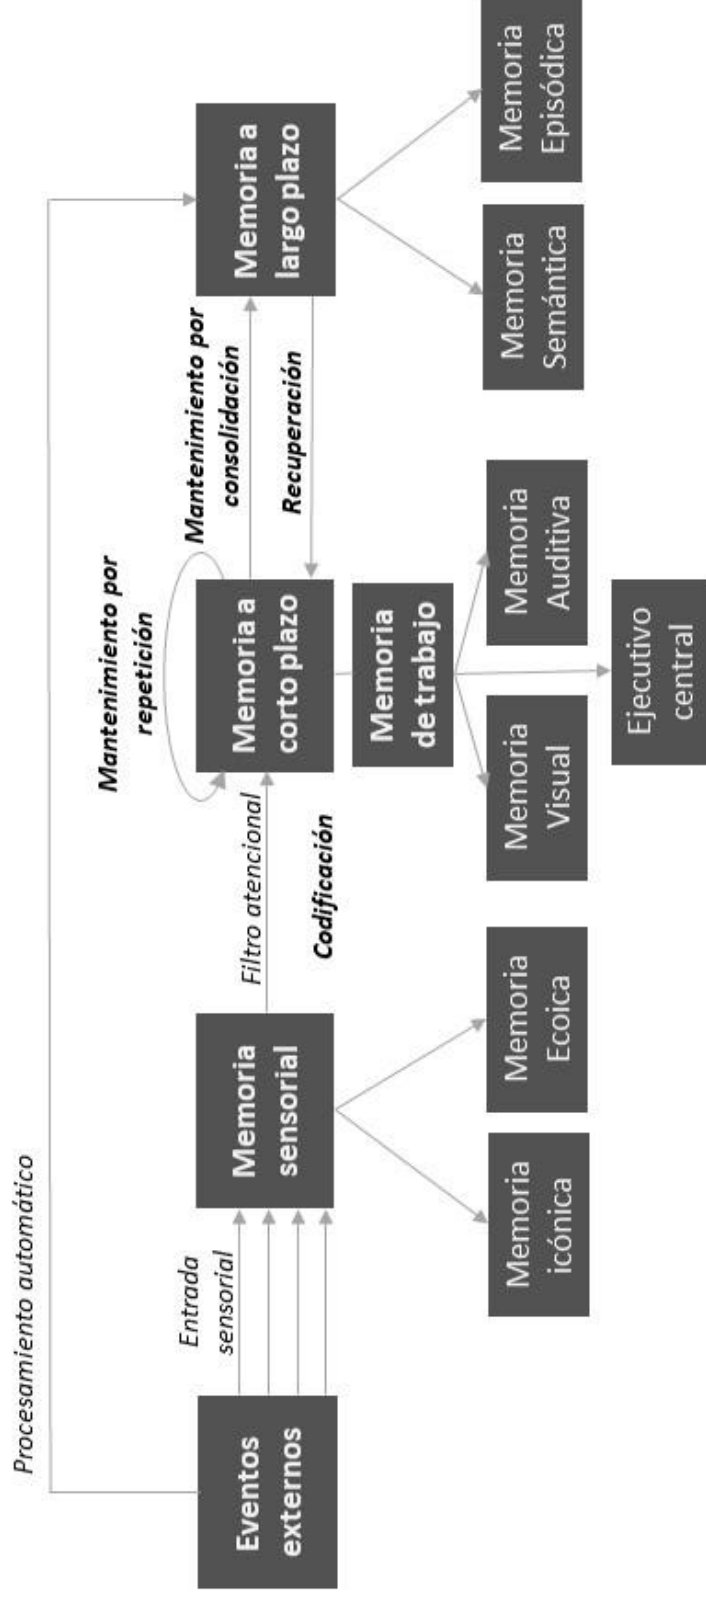 Procesamiento automático
Eventos
externos
Entrada
sensorial
Memoria
sensorial
Filtro atencional
Codificación
Mantenimiento por
repetición
Memoria a
corto plazo
Mantenimiento por
consolidación
Recuperación
Memoria a
largo plazo
Memoria
de trabajo
Memoria
icónica
Memoria
Ecoica
Memoria
Visual
Memoria
Auditiva
Ejecutivo
central
Memoria
Semántica
Memoria
Episódica